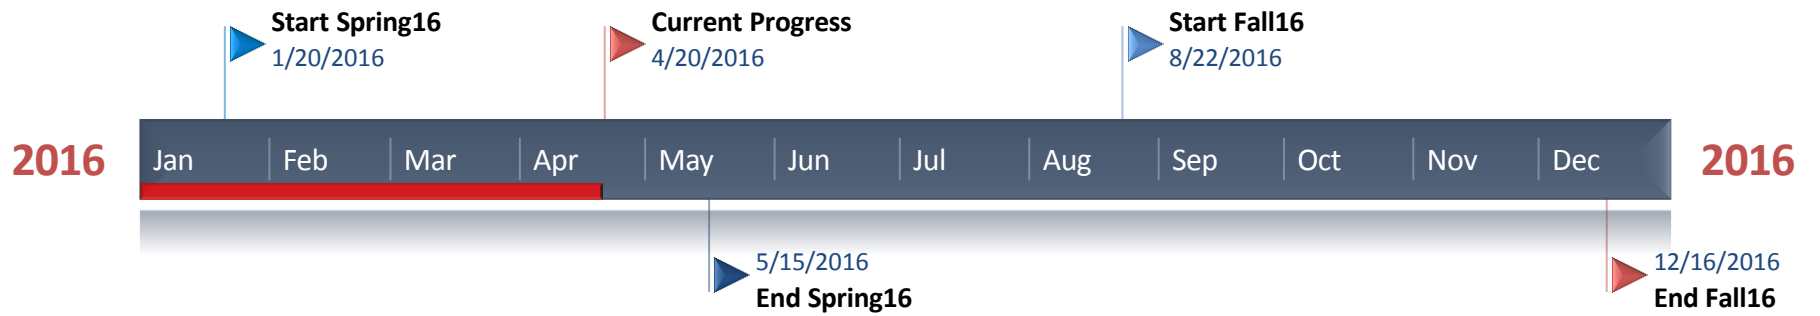 Start Spring16
1/20/2016
Current Progress
4/20/2016
Start Fall16
8/22/2016
2016
Jan Feb Mar Apr May Jun Jul Aug Sep Oct Nov Dec
2016
5/15/2016
End Spring16
12/16/2016
End Fall16